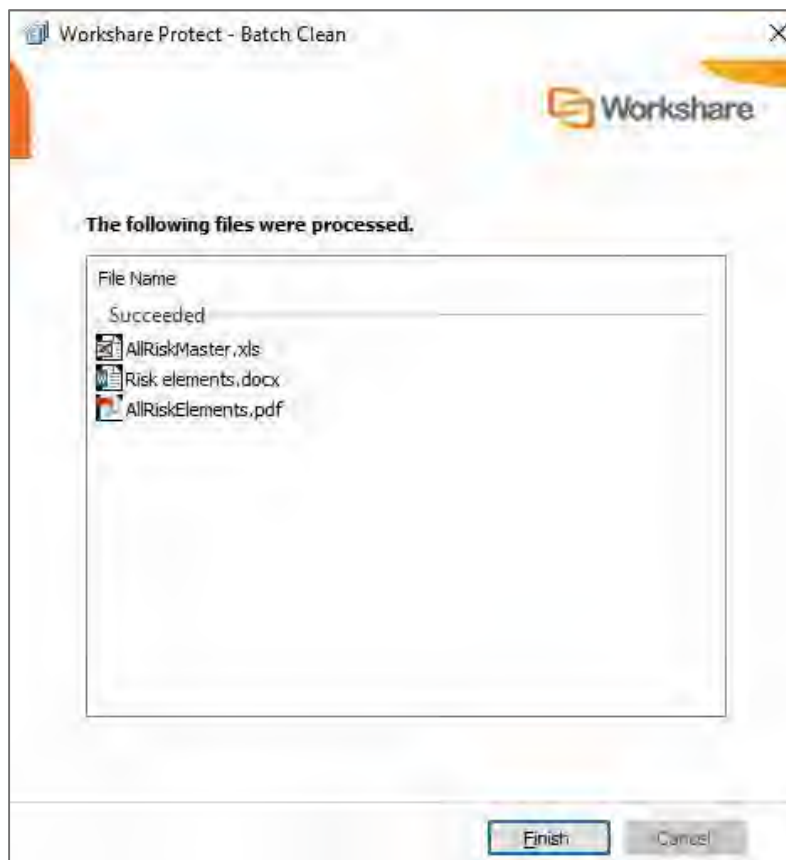 Workshare Protect - Batch Clean
Workshare
The following files were processed.
File Name
Succeeded
AllRiskMaster.xls
Risk elements.docx
AllRiskElements.pdf
Finish
Cancel